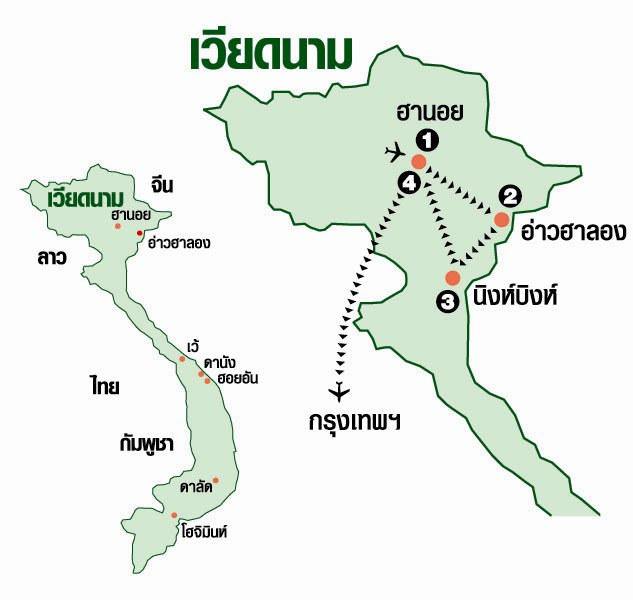 เวียดนาม
ฮานอย
1
4
2
อ่าวฮาลอง
3
นิงห์บิงห์
กรุงเทพฯ
จีน
เวียดนาม
ฮานอย
อ่าวฮาลอง
ลาว
เว้
ดานัง
ฮอยอัน
ไทย
กัมพูชา
ดาลัด
โฮจิมินห์